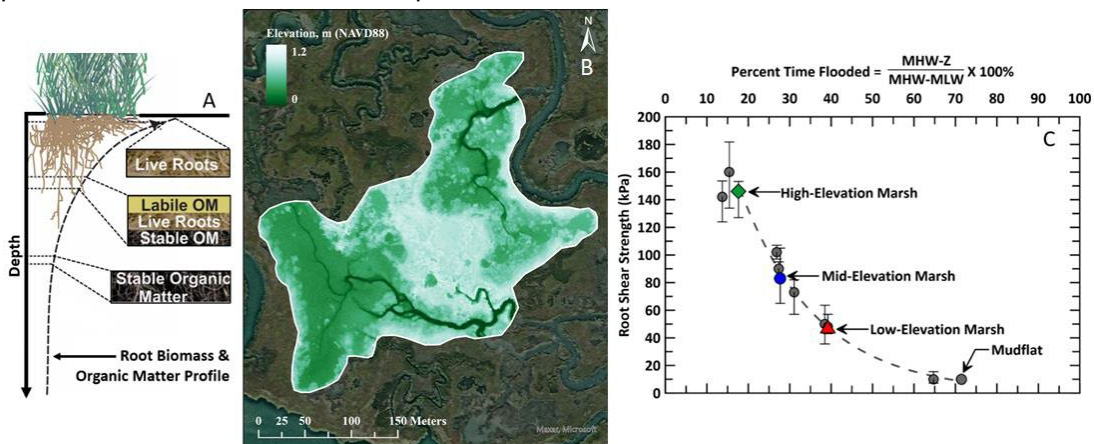 A
Live Roots
Labile OM
Live Roots
Stable OM
Stable Organic
Matter
Depth
Root Biomass &
Organic Matter Profile
Elevation, m (NAVD88)
1.2
0
N
B
0 25 50 100 150 Meters
Maxar, Microsoft
Percent Time Flooded = MHW-Z / MHW-MLW X 100%
0 10 20 30 40 50 60 70 80 90 100
C
Root Shear Strength (kPa)
200
180
160
140
120
100
80
60
40
20
0
High-Elevation Marsh
Mid-Elevation Marsh
Low-Elevation Marsh
Mudflat